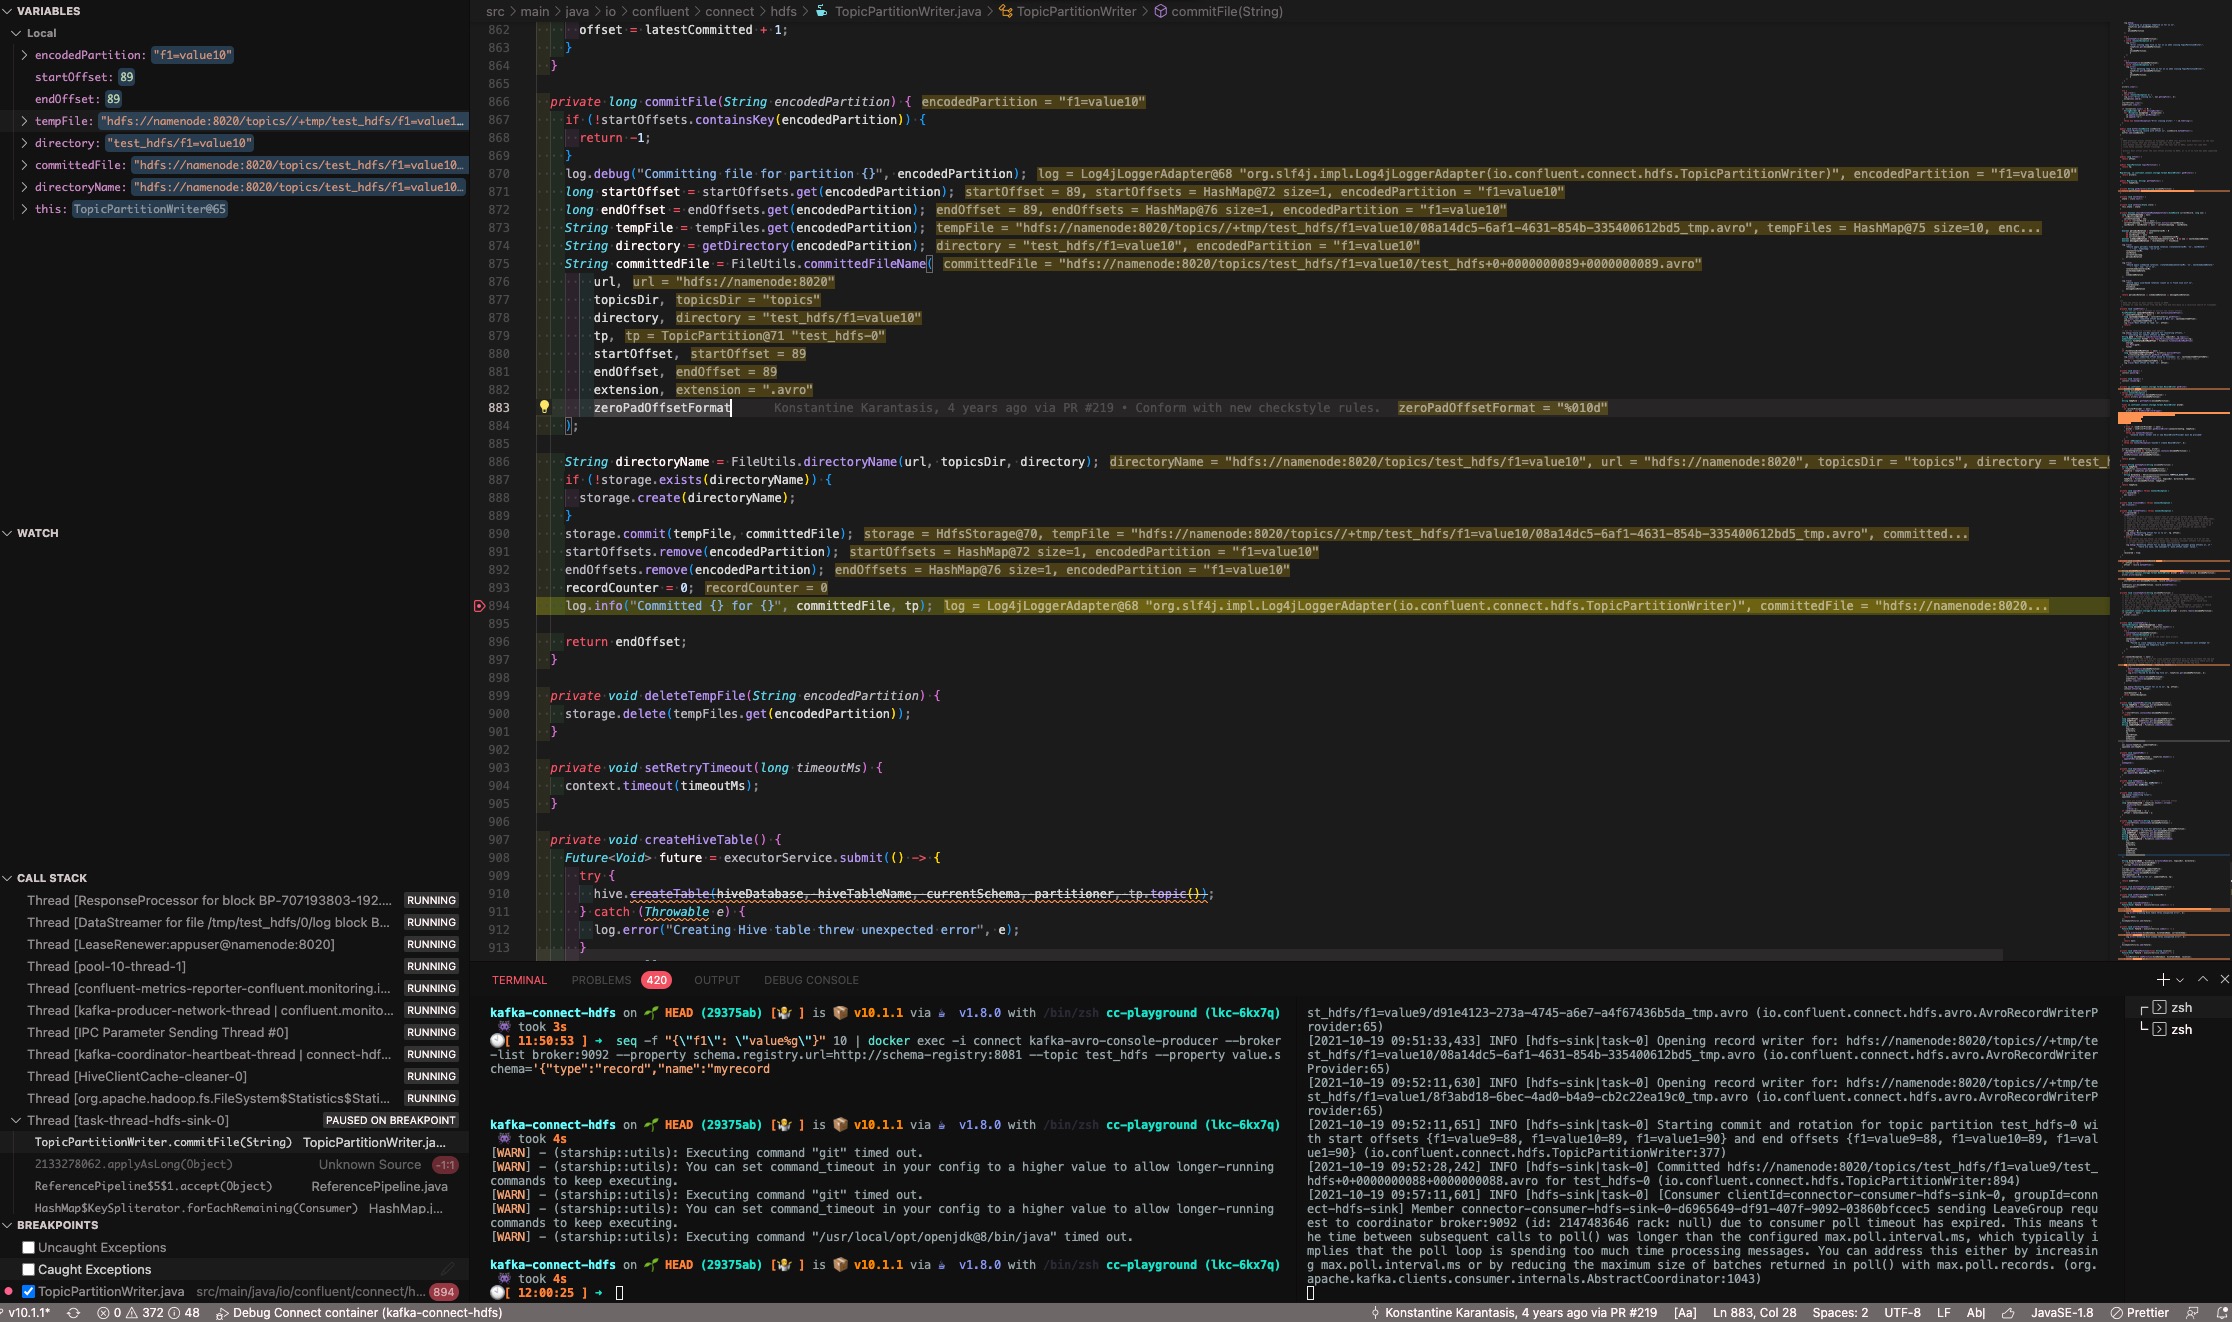 VARIABLES
Local
encodedPartition: "f1=value10"
startOffset: 89
endOffset: 89
tempFile: "hdfs://namenode:8020/topics//+tmp/test_hdfs/f1=value1…
directory: "test_hdfs/f1=value10"
committedFile: "hdfs://namenode:8020/topics/test_hdfs/f1=value10…
directoryName: "hdfs://namenode:8020/topics/test_hdfs/f1=value10…
this: TopicPartitionWriter@65
WATCH
CALL STACK
Thread [ResponseProcessor for block BP-707193803-192.... RUNNING
Thread [DataStreamer for file /tmp/test_hdfs/0/log block B... RUNNING
Thread [LeaseRenewer:appuser@namenode:8020] RUNNING
Thread [pool-10-thread-1] RUNNING
Thread [confluent-metrics-reporter-confluent.monitoring.i... RUNNING
Thread [kafka-producer-network-thread | confluent.monito... RUNNING
Thread [IPC Parameter Sending Thread #0] RUNNING
Thread [kafka-coordinator-heartbeat-thread | connect-hdf... RUNNING
Thread [HiveClientCache-cleaner-0] RUNNING
Thread [org.apache.hadoop.fs.FileSystem$Statistics$Stati... RUNNING
Thread [task-thread-hdfs-sink-0] PAUSED ON BREAKPOINT
TopicPartitionWriter.commitFile(String) TopicPartitionWriter.ja...
2133278062.applyAsLong(Object) Unknown Source -1:1
ReferencePipeline$5$1.accept(Object) ReferencePipeline.java
HashMap$KeySpliterator.forEachRemaining(Consumer) HashMap.j...
BREAKPOINTS
Uncaught Exceptions
Caught Exceptions
TopicPartitionWriter.java src/main/java/io/confluent/connect/h... 894
src > main > java > io > confluent > connect > hdfs > TopicPartitionWriter.java > TopicPartitionWriter > commitFile(String)
862 offset = latestCommitted + 1;
863 }
864 }
865
866 private long commitFile(String encodedPartition) { encodedPartition = "f1=value10"
867 if (!startOffsets.containsKey(encodedPartition)) {
868 return -1;
869 }
870 log.debug("Committing file for partition {}", encodedPartition); log = Log4jLoggerAdapter@68 "org.slf4j.impl.Log4jLoggerAdapter(io.confluent.connect.hdfs.TopicPartitionWriter)", encodedPartition = "f1=value10"
871 long startOffset = startOffsets.get(encodedPartition); startOffset = 89, startOffsets = HashMap@72 size=1, encodedPartition = "f1=value10"
872 long endOffset = endOffsets.get(encodedPartition); endOffset = 89, endOffsets = HashMap@76 size=1, encodedPartition = "f1=value10"
873 String tempFile = tempFiles.get(encodedPartition); tempFile = "hdfs://namenode:8020/topics//+tmp/test_hdfs/f1=value10/08a14dc5-6af1-4631-854b-335400612bd5_tmp.avro", tempFiles = HashMap@75 size=10, enc...
874 String directory = getDirectory(encodedPartition); directory = "test_hdfs/f1=value10", encodedPartition = "f1=value10"
875 String committedFile = FileUtils.committedFileName( committedFile = "hdfs://namenode:8020/topics/test_hdfs/f1=value10/test_hdfs+0+0000000089+0000000089.avro"
876 url, url = "hdfs://namenode:8020"
877 topicsDir, topicsDir = "topics"
878 directory, directory = "test_hdfs/f1=value10"
879 tp, tp = TopicPartition@71 "test_hdfs-0"
880 startOffset, startOffset = 89
881 endOffset, endOffset = 89
882 extension, extension = ".avro"
883 zeroPadOffsetFormat Konstantine Karantasis, 4 years ago via PR #219 • Conform with new checkstyle rules. zeroPadOffsetFormat = "%010d"
884 );
885
886 String directoryName = FileUtils.directoryName(url, topicsDir, directory); directoryName = "hdfs://namenode:8020/topics/test_hdfs/f1=value10", url = "hdfs://namenode:8020", topicsDir = "topics", directory = "test_h
887 if (!storage.exists(directoryName)) {
888 storage.create(directoryName);
889 }
890 storage.commit(tempFile, committedFile); storage = HdfsStorage@70, tempFile = "hdfs://namenode:8020/topics//+tmp/test_hdfs/f1=value10/08a14dc5-6af1-4631-854b-335400612bd5_tmp.avro", committed...
891 startOffsets.remove(encodedPartition); startOffsets = HashMap@72 size=1, encodedPartition = "f1=value10"
892 endOffsets.remove(encodedPartition); endOffsets = HashMap@76 size=1, encodedPartition = "f1=value10"
893 recordCounter = 0; recordCounter = 0
894 log.info("Committed {} for {}", committedFile, tp); log = Log4jLoggerAdapter@68 "org.slf4j.impl.Log4jLoggerAdapter(io.confluent.connect.hdfs.TopicPartitionWriter)", committedFile = "hdfs://namenode:8020...
895
896 return endOffset;
897 }
898
899 private void deleteTempFile(String encodedPartition) {
900 storage.delete(tempFiles.get(encodedPartition));
901 }
902
903 private void setRetryTimeout(long timeoutMs) {
904 context.timeout(timeoutMs);
905 }
906
907 private void createHiveTable() {
908 Future<Void> future = executorService.submit(() -> {
909 try {
910 hive.createTable(hiveDatabase, hiveTableName, currentSchema, partitioner, tp.topic());
911 } catch (Throwable e) {
912 log.error("Creating Hive table threw unexpected error", e);
913 }
TERMINAL PROBLEMS 420 OUTPUT DEBUG CONSOLE
kafka-connect-hdfs on HEAD (29375ab) [ ] is v10.1.1 via v1.8.0 with /bin/zsh cc-playground (lkc-6kx7q)
took 3s
[ 11:50:53 ] → seq -f "{\"f1\": \"value%g\"}" 10 | docker exec -i connect kafka-avro-console-producer --broker
-list broker:9092 --property schema.registry.url=http://schema-registry:8081 --topic test_hdfs --property value.s
chema='{"type":"record","name":"myrecord
kafka-connect-hdfs on HEAD (29375ab) [ ] is v10.1.1 via v1.8.0 with /bin/zsh cc-playground (lkc-6kx7q)
took 4s
[WARN] - (starship::utils): Executing command "git" timed out.
[WARN] - (starship::utils): You can set command_timeout in your config to a higher value to allow longer-running
commands to keep executing.
[WARN] - (starship::utils): Executing command "git" timed out.
[WARN] - (starship::utils): You can set command_timeout in your config to a higher value to allow longer-running
commands to keep executing.
[WARN] - (starship::utils): Executing command "/usr/local/opt/openjdk@8/bin/java" timed out.
kafka-connect-hdfs on HEAD (29375ab) [ ] is v10.1.1 via v1.8.0 with /bin/zsh cc-playground (lkc-6kx7q)
took 4s
[ 12:00:25 ] →
st_hdfs/f1=value9/d91e4123-273a-4745-a6e7-a4f67436b5da_tmp.avro (io.confluent.connect.hdfs.avro.AvroRecordWriterP
rovider:65)
[2021-10-19 09:51:33,433] INFO [hdfs-sink|task-0] Opening record writer for: hdfs://namenode:8020/topics//+tmp/te
st_hdfs/f1=value10/08a14dc5-6af1-4631-854b-335400612bd5_tmp.avro (io.confluent.connect.hdfs.avro.AvroRecordWriter
Provider:65)
[2021-10-19 09:52:11,630] INFO [hdfs-sink|task-0] Opening record writer for: hdfs://namenode:8020/topics//+tmp/te
st_hdfs/f1=value1/8f3abd18-6bec-4ad0-b4a9-cb2c22ea19c0_tmp.avro (io.confluent.connect.hdfs.avro.AvroRecordWriterP
rovider:65)
[2021-10-19 09:52:11,651] INFO [hdfs-sink|task-0] Starting commit and rotation for topic partition test_hdfs-0 wi
th start offsets {f1=value9=88, f1=value10=89, f1=value1=90} and end offsets {f1=value9=88, f1=value10=89, f1=val
ue1=90} (io.confluent.connect.hdfs.TopicPartitionWriter:377)
[2021-10-19 09:52:28,242] INFO [hdfs-sink|task-0] Committed hdfs://namenode:8020/topics/test_hdfs/f1=value9/test_
hdfs+0+0000000088+0000000088.avro for test_hdfs-0 (io.confluent.connect.hdfs.TopicPartitionWriter:894)
[2021-10-19 09:57:11,601] INFO [hdfs-sink|task-0] [Consumer clientId=connector-consumer-hdfs-sink-0, groupId=conn
ect-hdfs-sink] Member connector-consumer-hdfs-sink-0-d6965649-df91-407f-9092-03860bfccec5 sending LeaveGroup requ
est to coordinator broker:9092 (id: 2147483646 rack: null) due to consumer poll timeout has expired. This means t
he time between subsequent calls to poll() was longer than the configured max.poll.interval.ms, which typically i
mplies that the poll loop is spending too much time processing messages. You can address this either by increasin
g max.poll.interval.ms or by reducing the maximum size of batches returned in poll() with max.poll.records. (org.
apache.kafka.clients.consumer.internals.AbstractCoordinator:1043)
zsh
zsh
v10.1.1* 0 372 48 Debug Connect container (kafka-connect-hdfs) Konstantine Karantasis, 4 years ago via PR #219 [Aa] Ln 883, Col 28 Spaces: 2 UTF-8 LF Ab| JavaSE-1.8 Prettier